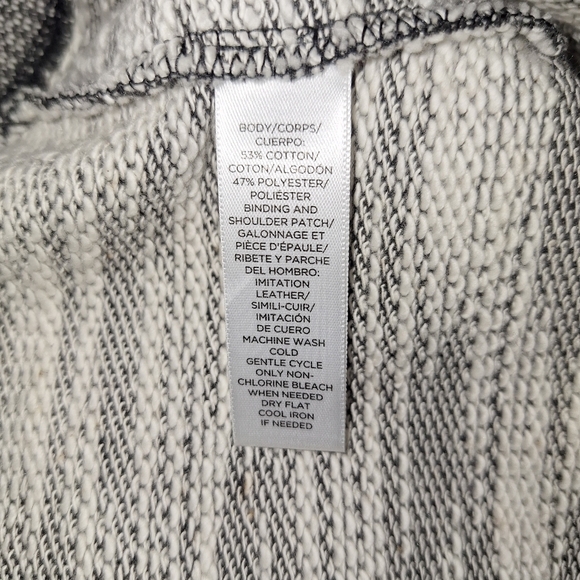 BODY/CORPS/
CUERPO:
53% COTTON/
COTON/ALGODÓN
47% POLYESTER/
POLIÉSTER
BINDING AND
SHOULDER PATCH/
GALONNAGE ET
PIÈCE D'ÉPAULE/
RIBETE Y PARCHE
DEL HOMBRO:
IMITATION
LEATHER/
SIMILI-CUIR/
IMITACIÓN
DE CUERO
MACHINE WASH
COLD
GENTLE CYCLE
ONLY NON-
CHLORINE BLEACH
WHEN NEEDED
DRY FLAT
COOL IRON
IF NEEDED